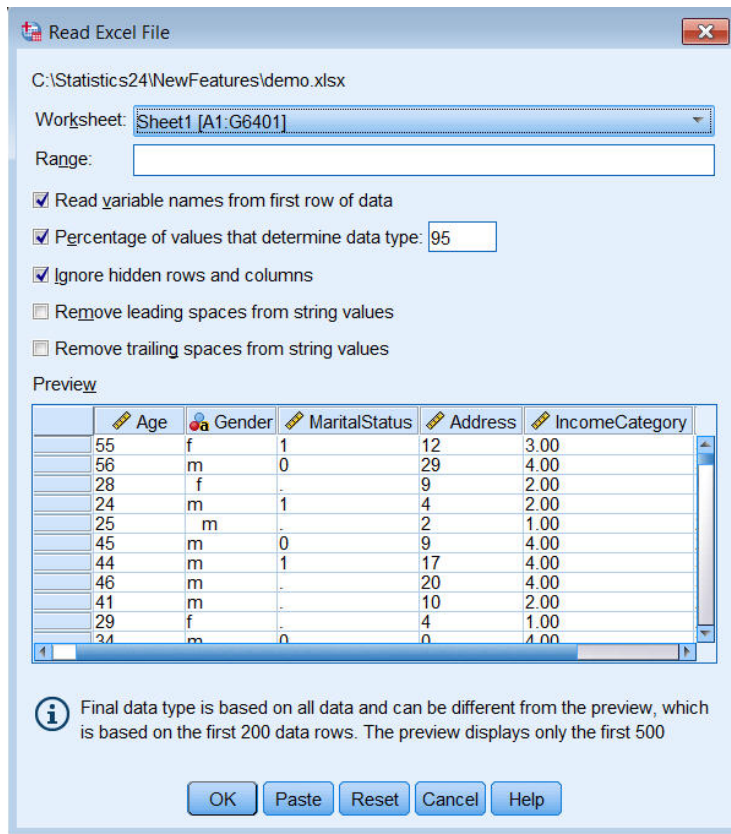 Read Excel File
C:\Statistics24\NewFeatures\demo.xlsx
Worksheet: Sheet1 [A1:G6401]
Range:
Read variable names from first row of data
Percentage of values that determine data type: 95
Ignore hidden rows and columns
Remove leading spaces from string values
Remove trailing spaces from string values
Preview
Age Gender MaritalStatus Address IncomeCategory
55 f 1 12 3.00
56 m 0 29 4.00
28 f . 9 2.00
24 m 1 4 2.00
25 m . 2 1.00
45 m 0 9 4.00
44 m 1 17 4.00
46 m . 20 4.00
41 m . 10 2.00
29 f . 4 1.00
34 m 0 0 4.00
Final data type is based on all data and can be different from the preview, which
is based on the first 200 data rows. The preview displays only the first 500
OK Paste Reset Cancel Help